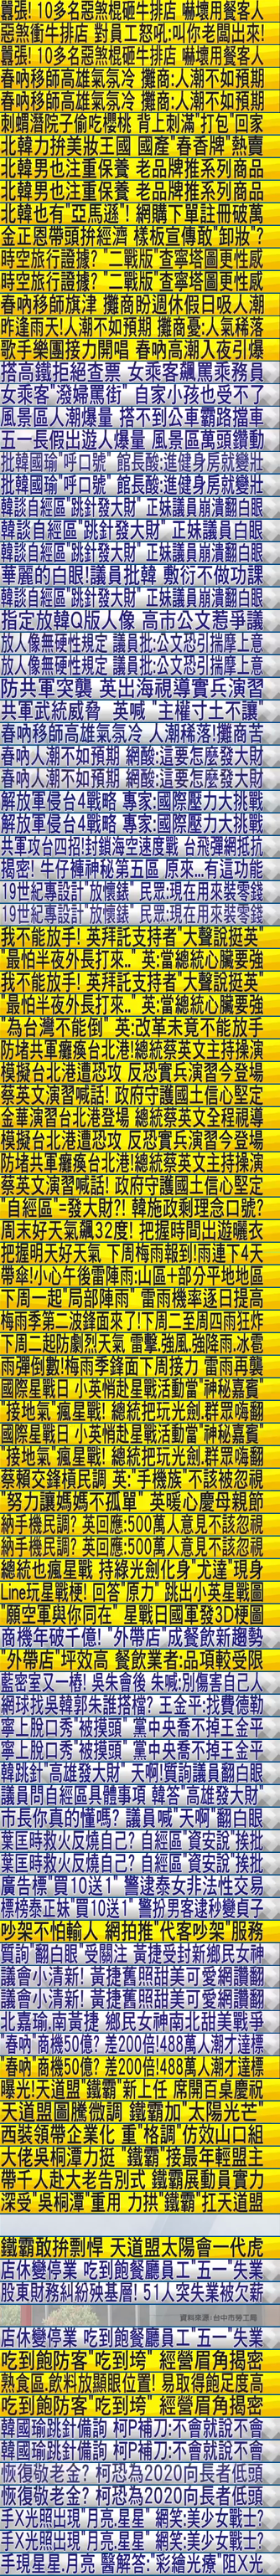 囂張! 10多名惡煞棍砸牛排店 嚇壞用餐客人
惡煞衝牛排店 對員工怒吼:叫你老闆出來!
囂張! 10多名惡煞棍砸牛排店 嚇壞用餐客人
春吶移師高雄氣氛冷 攤商:人潮不如預期
春吶移師高雄氣氛冷 攤商:人潮不如預期
刺蝟潛院子偷吃櫻桃 背上刺滿"打包"回家
北韓力拚美妝王國 國產"春香牌"熱賣
北韓男也注重保養 老品牌推系列商品
北韓男也注重保養 老品牌推系列商品
北韓也有"亞馬遜"! 網購下單註冊破萬
金正恩帶頭拚經濟 樣板宣傳敢"卸妝"?
時空旅行證據? "二戰版"查寧塔圖更性感
時空旅行證據? "二戰版"查寧塔圖更性感
春吶移師旗津 攤商盼週休假日吸人潮
昨逢雨天!人潮不如預期 攤商憂:人氣稀落
歌手樂團接力開唱 春吶高潮入夜引爆
搭高鐵拒絕查票 女乘客飆罵乘務員
女乘客"潑婦罵街" 自家小孩也受不了
風景區人潮爆量 搭不到公車霸路擋車
五一長假出遊人爆量 風景區萬頭鑽動
批韓國瑜"呼口號" 館長酸:進健身房就變壯
批韓國瑜"呼口號" 館長酸:進健身房就變壯
韓談自經區"跳針發大財" 正妹議員崩潰翻白眼
韓談自經區"跳針發大財" 正妹議員白眼
韓談自經區"跳針發大財" 正妹議員崩潰翻白眼
華麗的白眼!議員批韓 敷衍不做功課
韓談自經區"跳針發大財" 正妹議員崩潰翻白眼
指定放韓Q版人像 高市公文惹爭議
放人像無硬性規定 議員批:公文恐引揣摩上意
放人像無硬性規定 議員批:公文恐引揣摩上意
防共軍突襲 英出海視導實兵演習
共軍武統威脅 英喊 "主權寸土不讓"
春吶移師高雄氣氛冷 人潮稀落!攤商苦
春吶人潮不如預期 網酸:這要怎麼發大財
春吶人潮不如預期 網酸:這要怎麼發大財
解放軍侵台4戰略 專家:國際壓力大挑戰
解放軍侵台4戰略 專家:國際壓力大挑戰
共軍攻台四招!封鎖海空速度戰 台飛彈網抵抗
揭密! 牛仔褲神秘第五區 原來...有這功能
19世紀專設計"放懷錶" 民眾:現在用來裝零錢
19世紀專設計"放懷錶" 民眾:現在用來裝零錢
我不能放手! 英拜託支持者"大聲說挺英"
"最怕半夜外長打來.." 英:當總統心臟要強
我不能放手! 英拜託支持者"大聲說挺英"
"最怕半夜外長打來.." 英:當總統心臟要強
"為台灣不能倒" 英:改革未竟不能放手
防堵共軍癱瘓台北港!總統蔡英文主持操演
模擬台北港遭恐攻 反恐實兵演習今登場
蔡英文演習喊話! 政府守護國土信心堅定
金華演習台北港登場 總統蔡英文全程視導
模擬台北港遭恐攻 反恐實兵演習今登場
防堵共軍癱瘓台北港!總統蔡英文主持操演
蔡英文演習喊話! 政府守護國土信心堅定
"自經區"=發大財?! 韓施政剩理念口號?
周末好天氣飆32度! 把握時間出遊曬衣
把握明天好天氣 下周梅雨報到!雨連下4天
帶傘!小心午後雷陣雨:山區+部分平地地區
下周一起"局部陣雨" 雷雨機率逐日提高
梅雨季第二波鋒面來了!下周二至周四雨狂炸
下周二起防劇烈天氣 雷擊.強風.強降雨.冰雹
雨彈倒數!梅雨季鋒面下周接力 雷雨再襲
國際星戰日 小英悄赴星戰活動當"神秘嘉賓"
"接地氣"瘋星戰! 總統把玩光劍.群眾嗨翻
國際星戰日 小英悄赴星戰活動當"神秘嘉賓"
"接地氣"瘋星戰! 總統把玩光劍.群眾嗨翻
蔡賴交鋒槓民調 英:"手機族"不該被忽視
"努力讓媽媽不孤單" 英暖心慶母親節
納手機民調? 英回應:500萬人意見不該忽視
納手機民調? 英回應:500萬人意見不該忽視
總統也瘋星戰 持綠光劍化身"尤達"現身
Line玩星戰梗! 回答"原力" 跳出小英星戰圖
"願空軍與你同在" 星戰日國軍發3D梗圖
商機年破千億! "外帶店"成餐飲新趨勢
"外帶店"坪效高 餐飲業者:品項較受限
藍密室又一樁! 吳朱會後 朱喊:別傷害自己人
網球找吳韓郭朱誰搭檔? 王金平:找費德勒
寧上脫口秀"被摸頭" 黨中央喬不掉王金平
寧上脫口秀"被摸頭" 黨中央喬不掉王金平
韓跳針"高雄發大財" 天啊!質詢議員翻白眼
議員問自經區具體事項 韓答"高雄發大財"
市長你真的懂嗎? 議員喊"天啊"翻白眼
葉匡時救火反燒自己? 自經區"資安說"挨批
葉匡時救火反燒自己? 自經區"資安說"挨批
廣告標"買10送1" 警逮泰女非法性交易
標榜泰正妹"買10送1" 警扮男客逮秒變貞子
吵架不怕輸人 網拍推"代客吵架"服務
質詢"翻白眼"受關注 黃捷受封新鄉民女神
議會小清新! 黃捷舊照甜美可愛網讚翻
議會小清新! 黃捷舊照甜美可愛網讚翻
北嘉瑜.南黃捷 鄉民女神南北甜美戰爭
"春吶"商機50億? 差200倍!488萬人潮才達標
"春吶"商機50億? 差200倍!488萬人潮才達標
曝光!天道盟"鐵霸"新上任 席開百桌慶祝
天道盟圖騰微調 鐵霸加"太陽光芒"
西裝領帶企業化 重"格調"仿效山口組
大佬吳桐潭力挺 "鐵霸"接最年輕盟主
帶千人赴大老告別式 鐵霸展動員實力
深受"吳桐潭"重用 力拱"鐵霸"扛天道盟
鐵霸敢拚剽悍 天道盟太陽會一代虎
店休變停業 吃到飽餐廳員工"五一"失業
股東財務糾紛殃基層! 51人突失業被欠薪
資料來源/台中市勞工局
店休變停業 吃到飽餐廳員工"五一"失業
吃到飽防客"吃到垮" 經營眉角揭密
熟食區.飲料放顯眼位置! 易取得飽足度高
吃到飽防客"吃到垮" 經營眉角揭密
韓國瑜跳針備詢 柯P補刀:不會就說不會
韓國瑜跳針備詢 柯P補刀:不會就說不會
恢復敬老金? 柯恐為2020向長者低頭
恢復敬老金? 柯恐為2020向長者低頭
手X光照出現"月亮.星星" 網笑:美少女戰士?
手X光照出現"月亮.星星" 網笑:美少女戰士?
手現星星.月亮 醫解答:"彩繪光療"阻X光